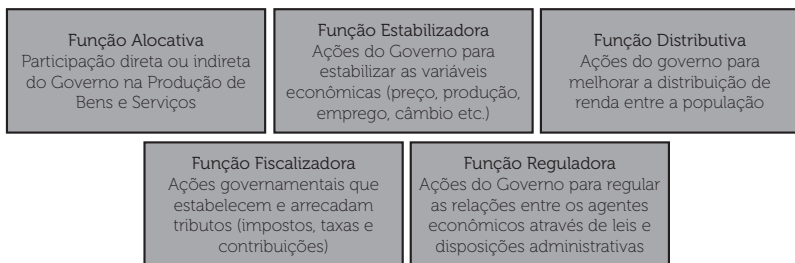 Função Alocativa
Participação direta ou indireta
do Governo na Produção de
Bens e Serviços
Função Estabilizadora
Ações do Governo para
estabilizar as variáveis
econômicas (preço, produção,
emprego, câmbio etc.)
Função Distributiva
Ações do governo para
melhorar a distribuição de
renda entre a população
Função Fiscalizadora
Ações governamentais que
estabelecem e arrecadam
tributos (impostos, taxas e
contribuições)
Função Reguladora
Ações do Governo para regular
as relações entre os agentes
econômicos através de leis e
disposições administrativas